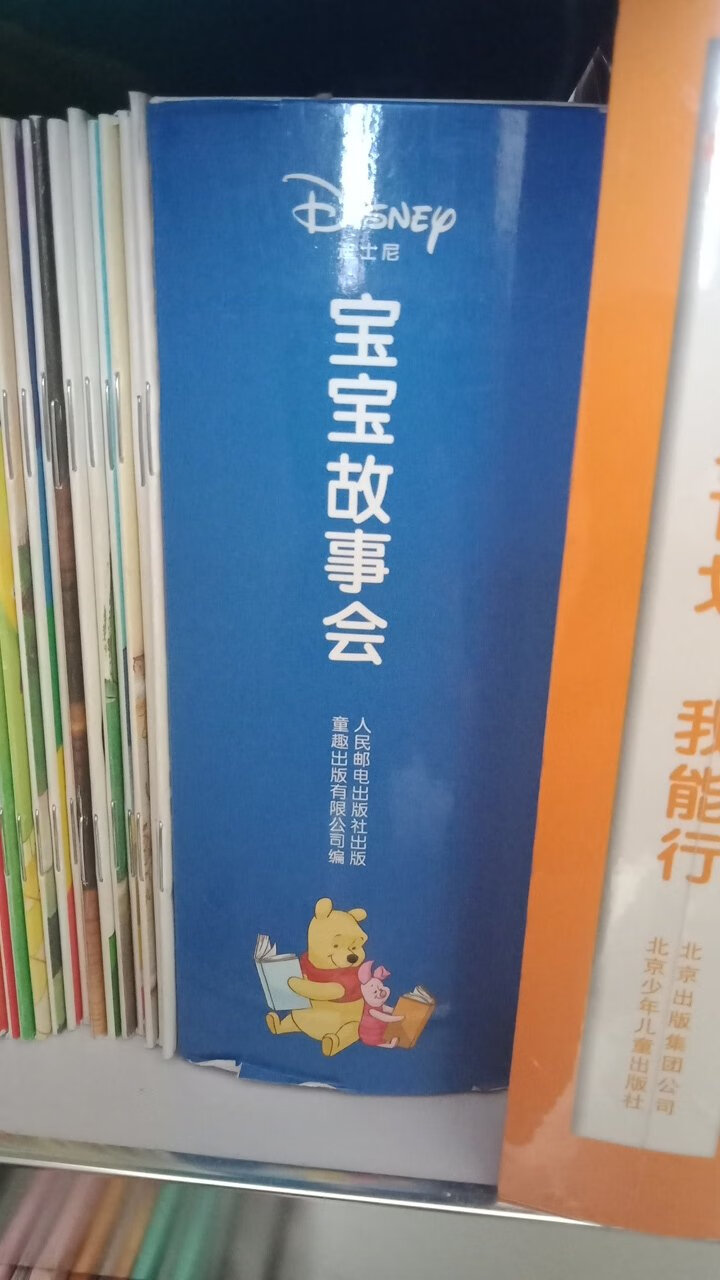 DISNEY
迪士尼
宝宝故事会
人民邮电出版社出版
童趣出版有限公司编
我能行
北京出版集团公司
北京少年儿童出版社